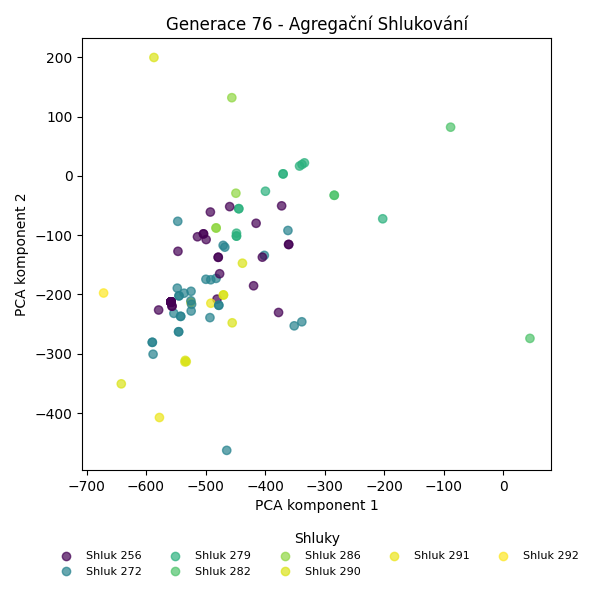 Generace 76 - Agregační Shlukování
200
100
0
−100
−200
−300
−400
PCA komponent 2
−700 −600 −500 −400 −300 −200 −100 0
PCA komponent 1
Shluky
Shluk 256 Shluk 279 Shluk 286 Shluk 291 Shluk 292
Shluk 272 Shluk 282 Shluk 290